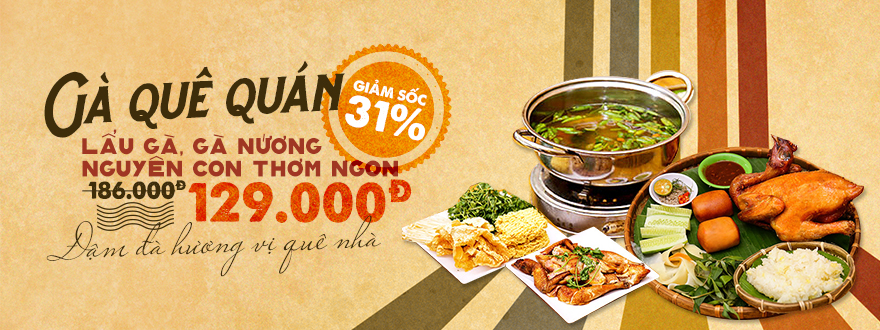 GÀ QUÊ QUÁN
GIẢM SỐC
31%
LẨU GÀ, GÀ NƯỚNG
NGUYÊN CON THƠM NGON
186.000Đ 129.000Đ
Đậm đà hương vị quê nhà